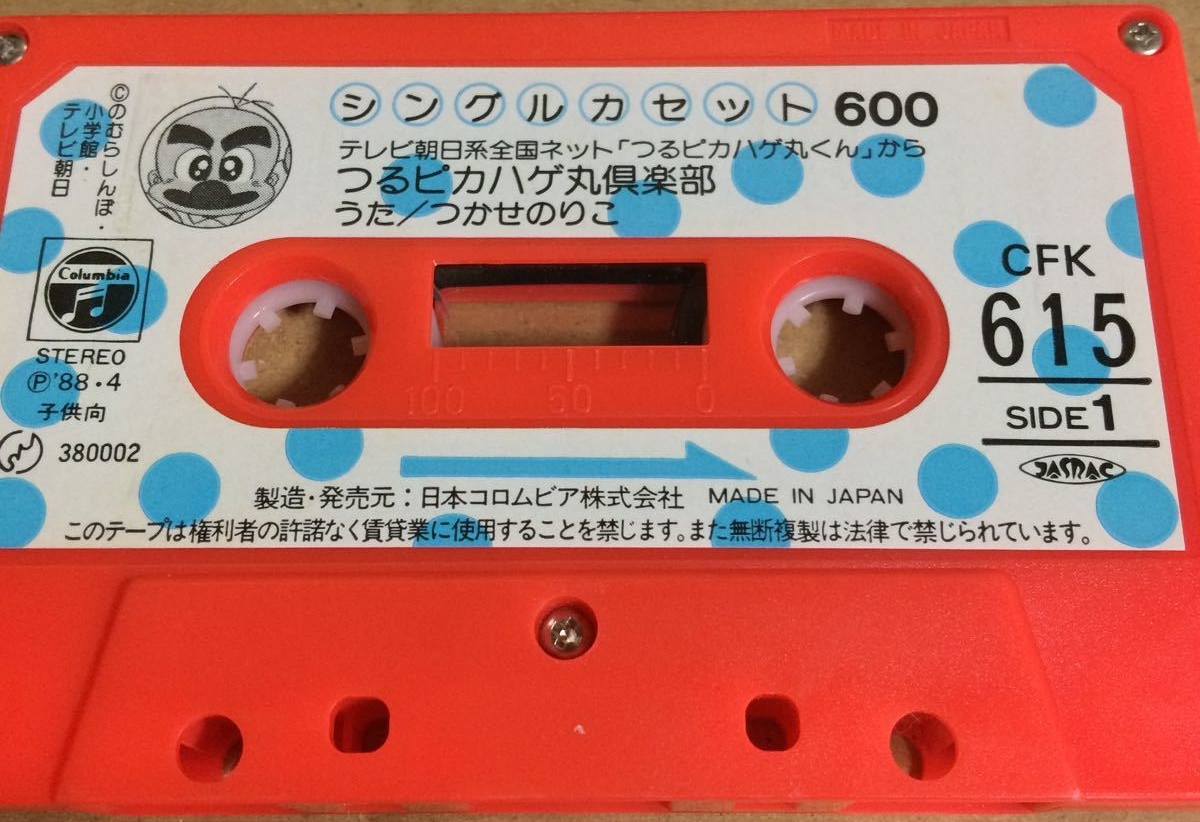 MADE IN JAPAN
シングルカセット 600
テレビ朝日系全国ネット「つるピカハゲ丸くん」から
つるピカハゲ丸倶楽部
うた／つかせのりこ
©のむらしんぼ・
小学館・
テレビ朝日
Columbia
STEREO
Ⓟ'88・4
子供向
380002
100 50 0
CFK
615
SIDE 1
JASRAC
製造・発売元：日本コロムビア株式会社 MADE IN JAPAN
このテープは権利者の許諾なく賃貸業に使用することを禁じます。また無断複製は法律で禁じられています。